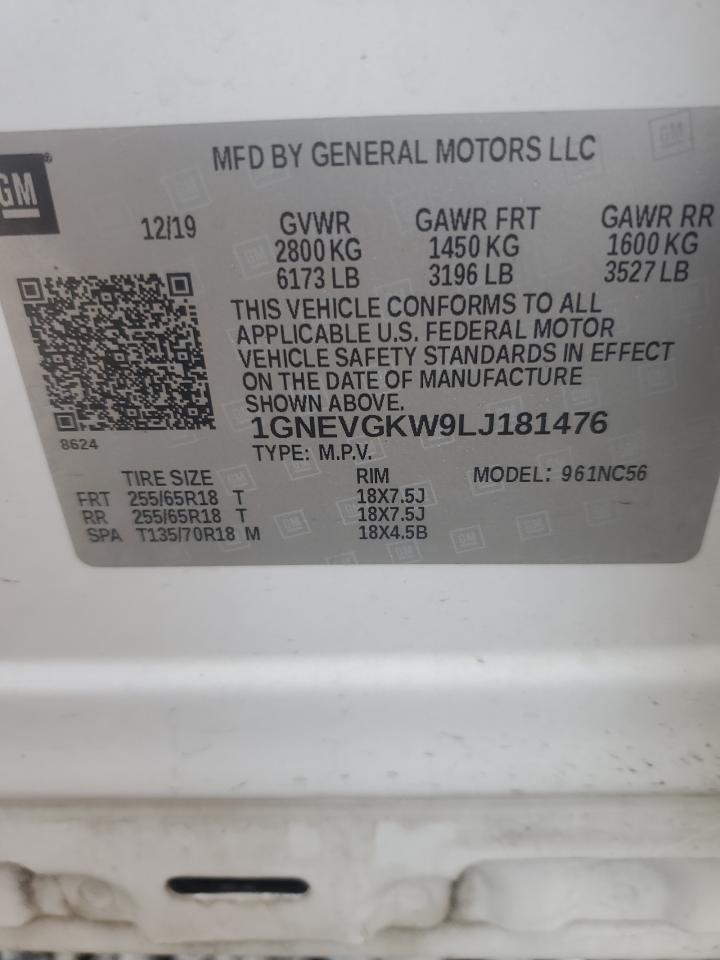 GM
MFD BY GENERAL MOTORS LLC
12/19 GVWR GAWR FRT GAWR RR
2800 KG 1450 KG 1600 KG
6173 LB 3196 LB 3527 LB
THIS VEHICLE CONFORMS TO ALL
APPLICABLE U.S. FEDERAL MOTOR
VEHICLE SAFETY STANDARDS IN EFFECT
ON THE DATE OF MANUFACTURE
SHOWN ABOVE.
8624
1GNEVGKW9LJ181476
TYPE: M.P.V.
TIRE SIZE RIM MODEL: 961NC56
FRT 255/65R18 T 18X7.5J
RR 255/65R18 T 18X7.5J
SPA T135/70R18 M 18X4.5B